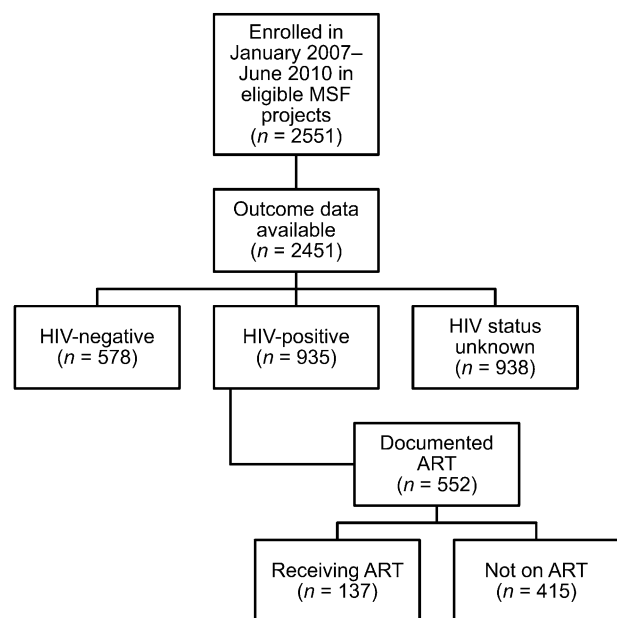 Enrolled in
January 2007–
June 2010 in
eligible MSF
projects
(n = 2551)
Outcome data
available
(n = 2451)
HIV-negative
(n = 578)
HIV-positive
(n = 935)
HIV status
unknown
(n = 938)
Documented
ART
(n = 552)
Receiving ART
(n = 137)
Not on ART
(n = 415)